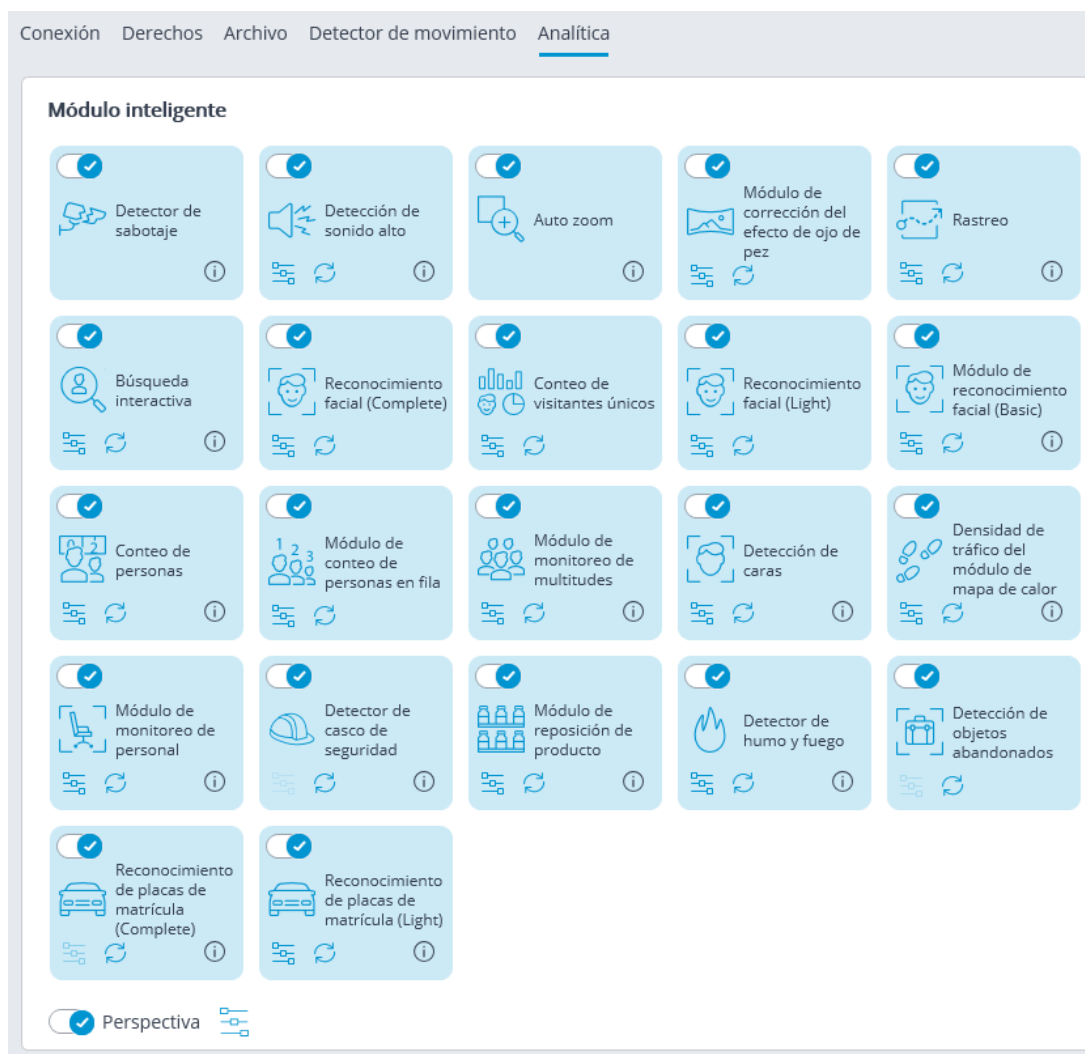 Conexión Derechos Archivo Detector de movimiento Analítica
Módulo inteligente
Detector de
sabotaje
Detección de
sonido alto
Auto zoom
Módulo de
corrección del
efecto de ojo de
pez
Rastreo
Búsqueda
interactiva
Reconocimiento
facial (Complete)
Conteo de
visitantes únicos
Reconocimiento
facial (Light)
Módulo de
reconocimiento
facial (Basic)
Conteo de
personas
1 2 3
Módulo de
conteo de
personas en fila
Módulo de
monitoreo de
multitudes
Detección de
caras
Densidad de
tráfico del
módulo de
mapa de calor
Módulo de
monitoreo de
personal
Detector de
casco de
seguridad
Módulo de
reposición de
producto
Detector de
humo y fuego
Detección de
objetos
abandonados
Reconocimiento
de placas de
matrícula
(Complete)
Reconocimiento
de placas de
matrícula (Light)
Perspectiva